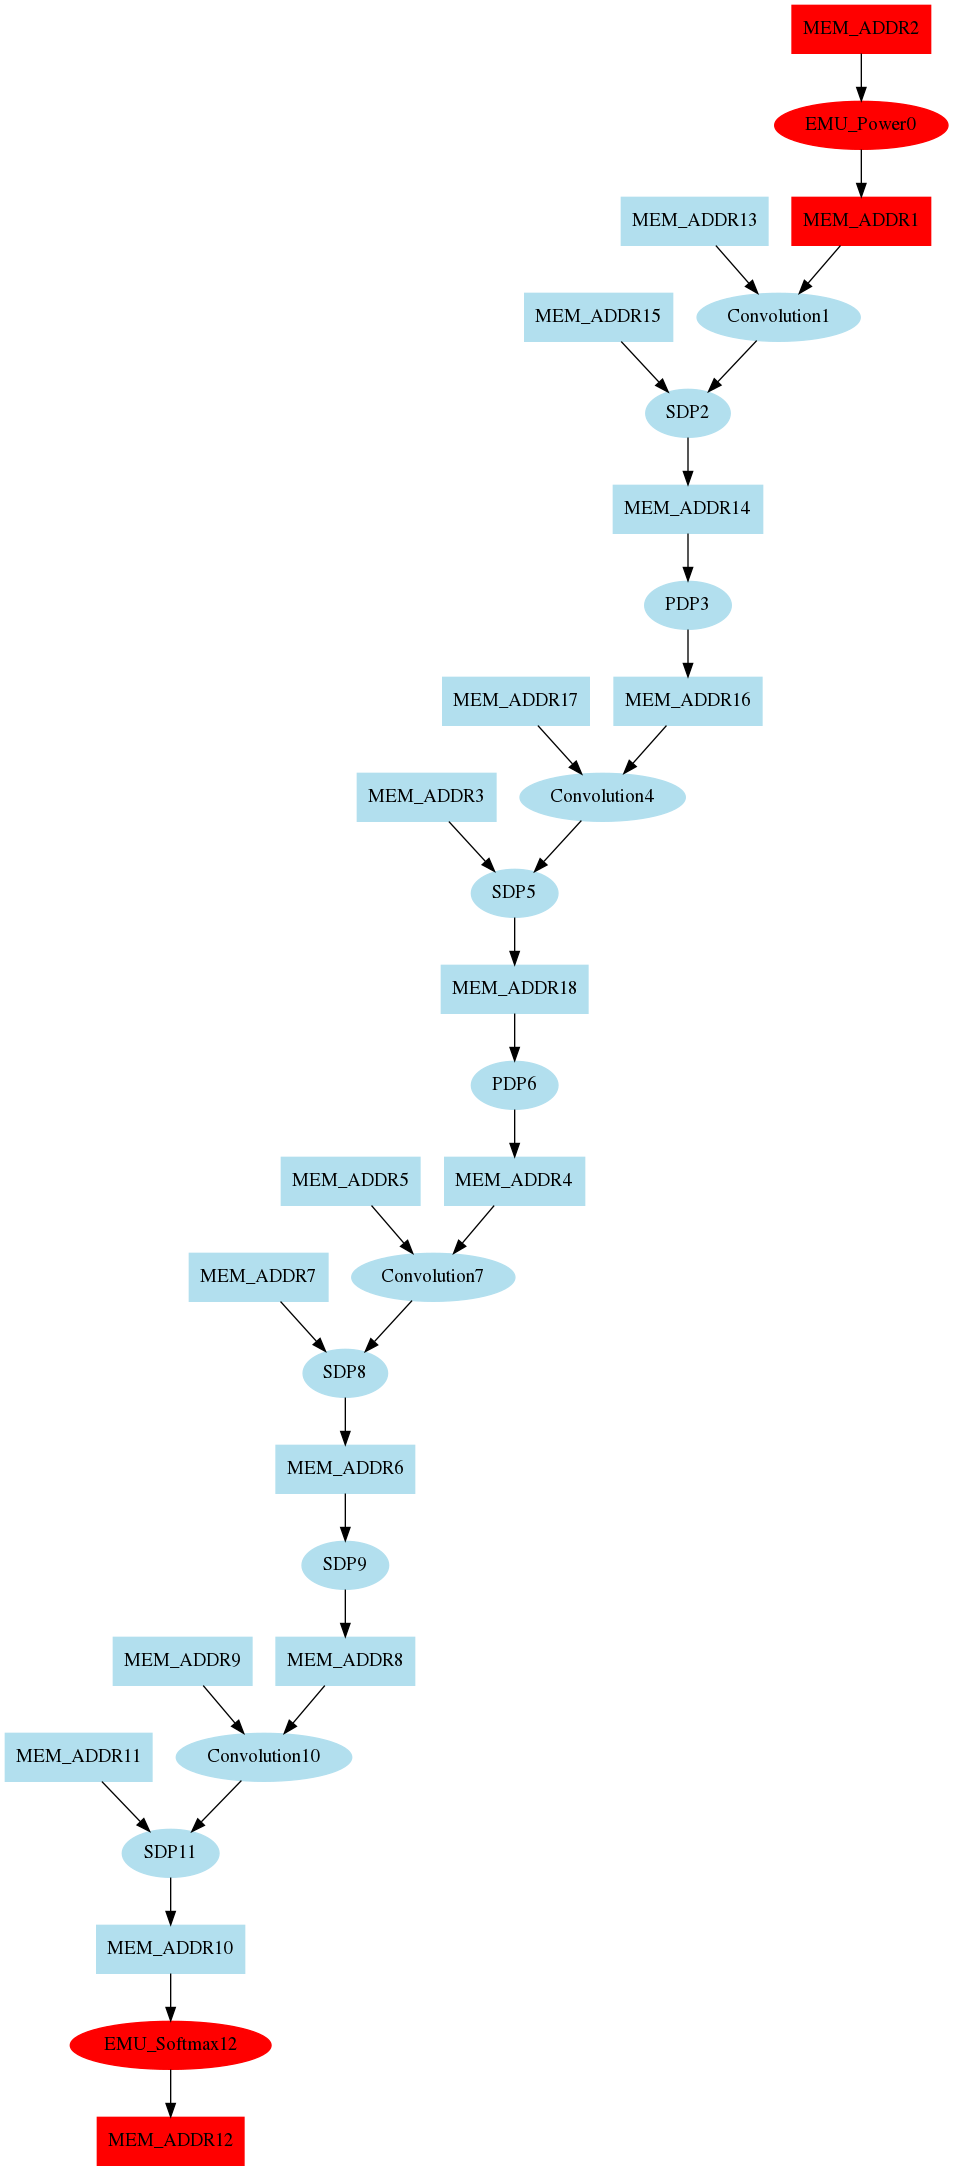 MEM_ADDR2
EMU_Power0
MEM_ADDR13
MEM_ADDR1
MEM_ADDR15
Convolution1
SDP2
MEM_ADDR14
PDP3
MEM_ADDR17
MEM_ADDR16
MEM_ADDR3
Convolution4
SDP5
MEM_ADDR18
PDP6
MEM_ADDR5
MEM_ADDR4
MEM_ADDR7
Convolution7
SDP8
MEM_ADDR6
SDP9
MEM_ADDR9
MEM_ADDR8
MEM_ADDR11
Convolution10
SDP11
MEM_ADDR10
EMU_Softmax12
MEM_ADDR12